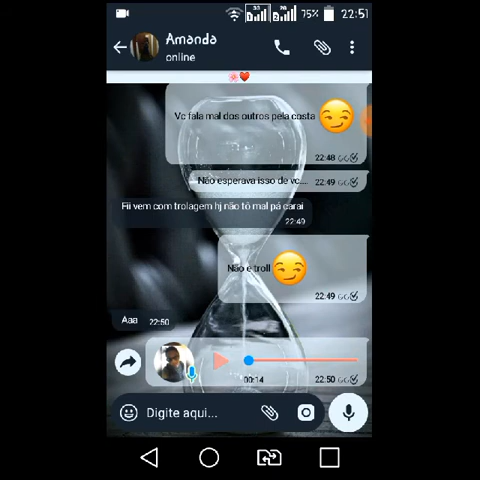 3G 2G 75% 22:51
Amanda
online
Vc fala mal dos outros pela costa
22:48
Não esperava isso de vc....
22:49
Fii vem com trolagem hj não tô mal pá carai
22:49
Não é troll
22:49
Aaa 22:50
00:14 22:50
Digite aqui...